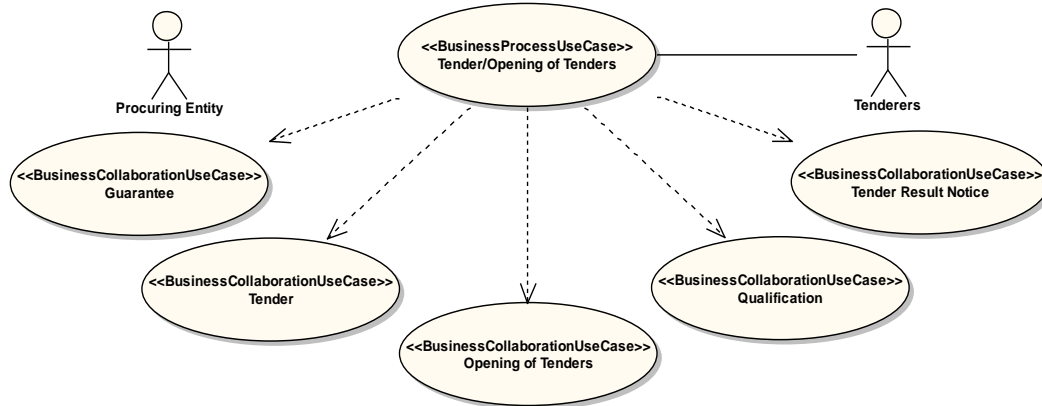 <<BusinessProcessUseCase>>
Tender/Opening of Tenders
Procuring Entity
Tenderers
<<BusinessCollaborationUseCase>>
Guarantee
<<BusinessCollaborationUseCase>>
Tender Result Notice
<<BusinessCollaborationUseCase>>
Tender
<<BusinessCollaborationUseCase>>
Qualification
<<BusinessCollaborationUseCase>>
Opening of Tenders